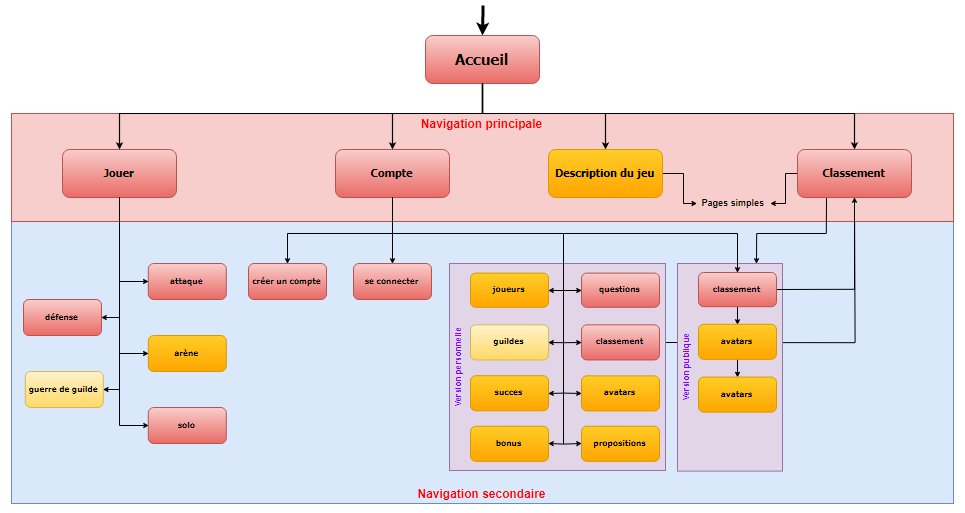 Accueil
Navigation principale
Jouer
Compte
Description du jeu
Classement
Pages simples
attaque
défense
arène
guerre de guilde
solo
créer un compte
se connecter
Version personnelle
joueurs
questions
guildes
classement
succes
avatars
bonus
propositions
Version publique
classement
avatars
avatars
Navigation secondaire